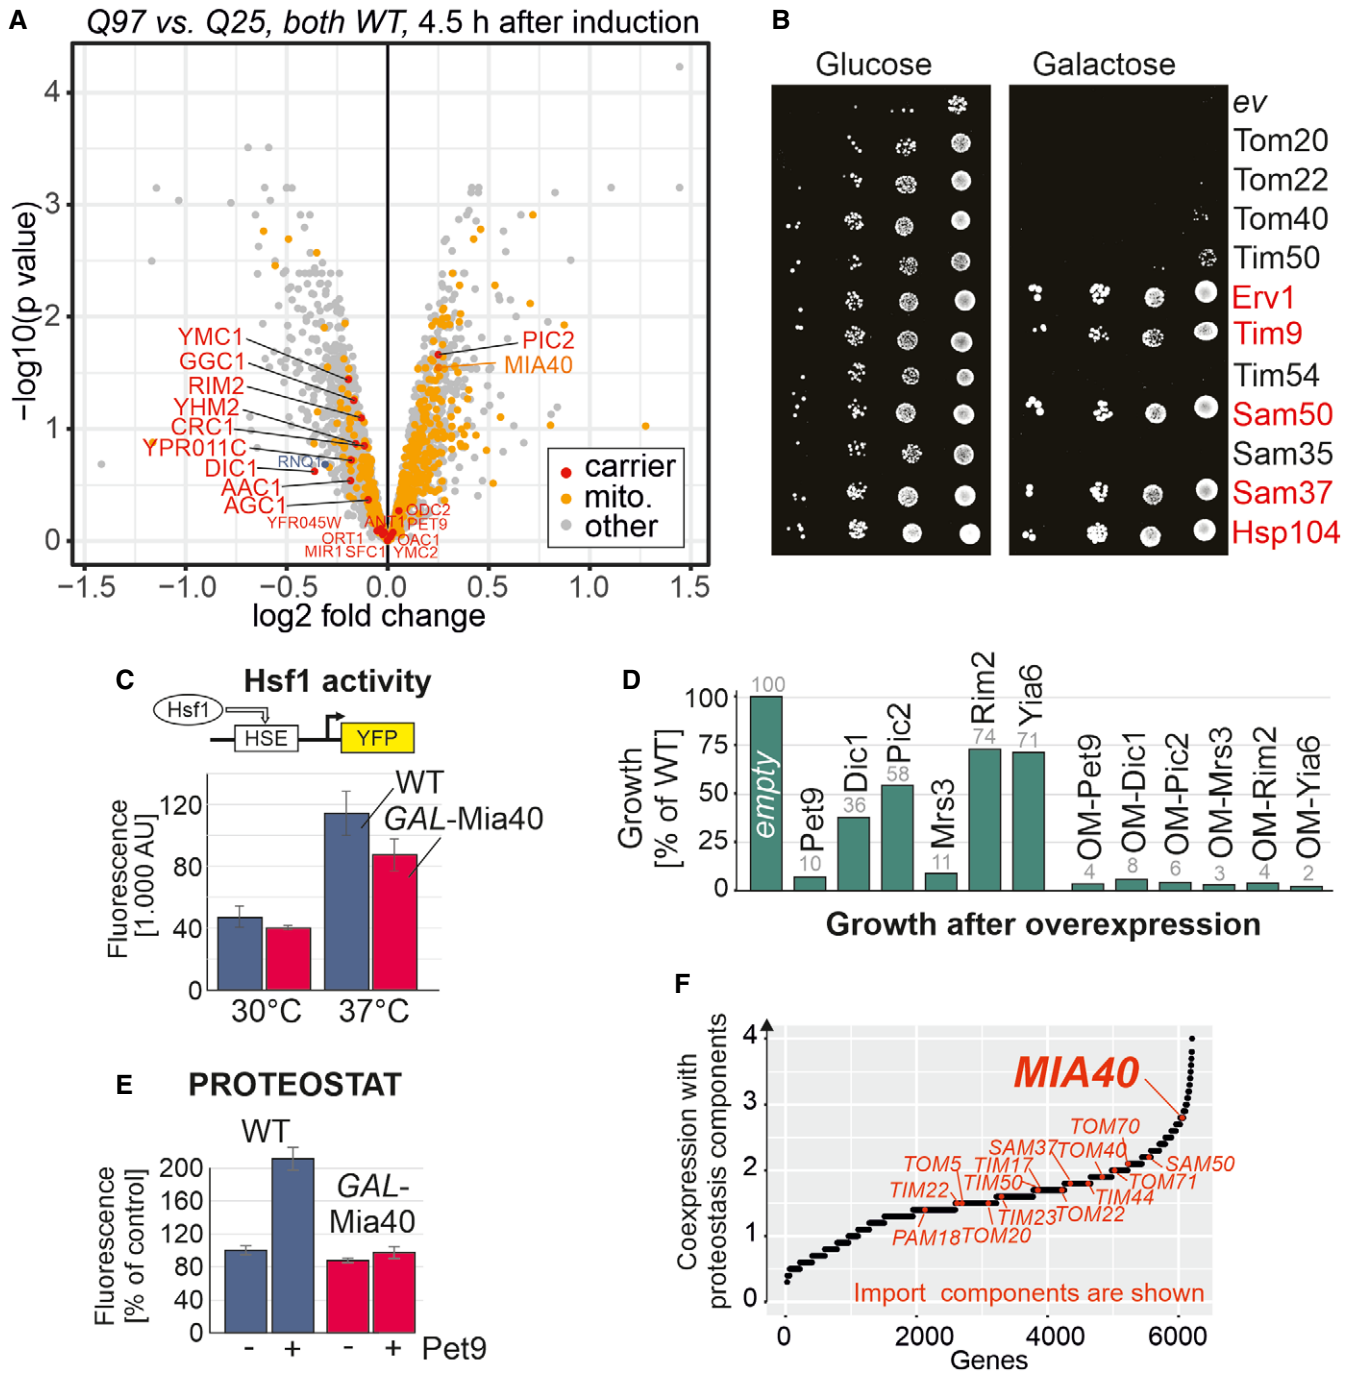 A
Q97 vs. Q25, both WT, 4.5 h after induction
−log10(p value)
4
3
2
1
0
YMC1
GGC1
RIM2
YHM2
CRC1
YPR011C
DIC1
RNQ1
AAC1
AGC1
YFR045W
ORT1
MIR1
SFC1
ANT1
PET9
ODC2
OAC1
YMC2
PIC2
MIA40
carrier
mito.
other
−1.5
−1.0
−0.5
0.0
0.5
1.0
1.5
log2 fold change
B
Glucose
Galactose
ev
Tom20
Tom22
Tom40
Tim50
Erv1
Tim9
Tim54
Sam50
Sam35
Sam37
Hsp104
C
Hsf1 activity
Hsf1
HSE
YFP
Fluorescence
[1.000 AU]
120
80
40
0
WT
GAL-Mia40
30°C
37°C
D
Growth
[% of WT]
100
75
50
25
0
100
empty
10
Pet9
36
Dic1
58
Pic2
11
Mrs3
74
Rim2
71
Yia6
4
OM-Pet9
8
OM-Dic1
6
OM-Pic2
3
OM-Mrs3
4
OM-Rim2
2
OM-Yia6
Growth after overexpression
E
PROTEOSTAT
Fluorescence
[% of control]
200
160
120
80
40
0
WT
GAL-
Mia40
-
+
-
+
Pet9
F
Coexpression with
proteostasis components
4
3
2
1
0
MIA40
TOM70
SAM37
TOM40
TOM5
TIM17
SAM50
TIM22
TIM50
TOM71
TIM44
TIM23
TOM22
PAM18
TOM20
Import components are shown
0
2000
4000
6000
Genes